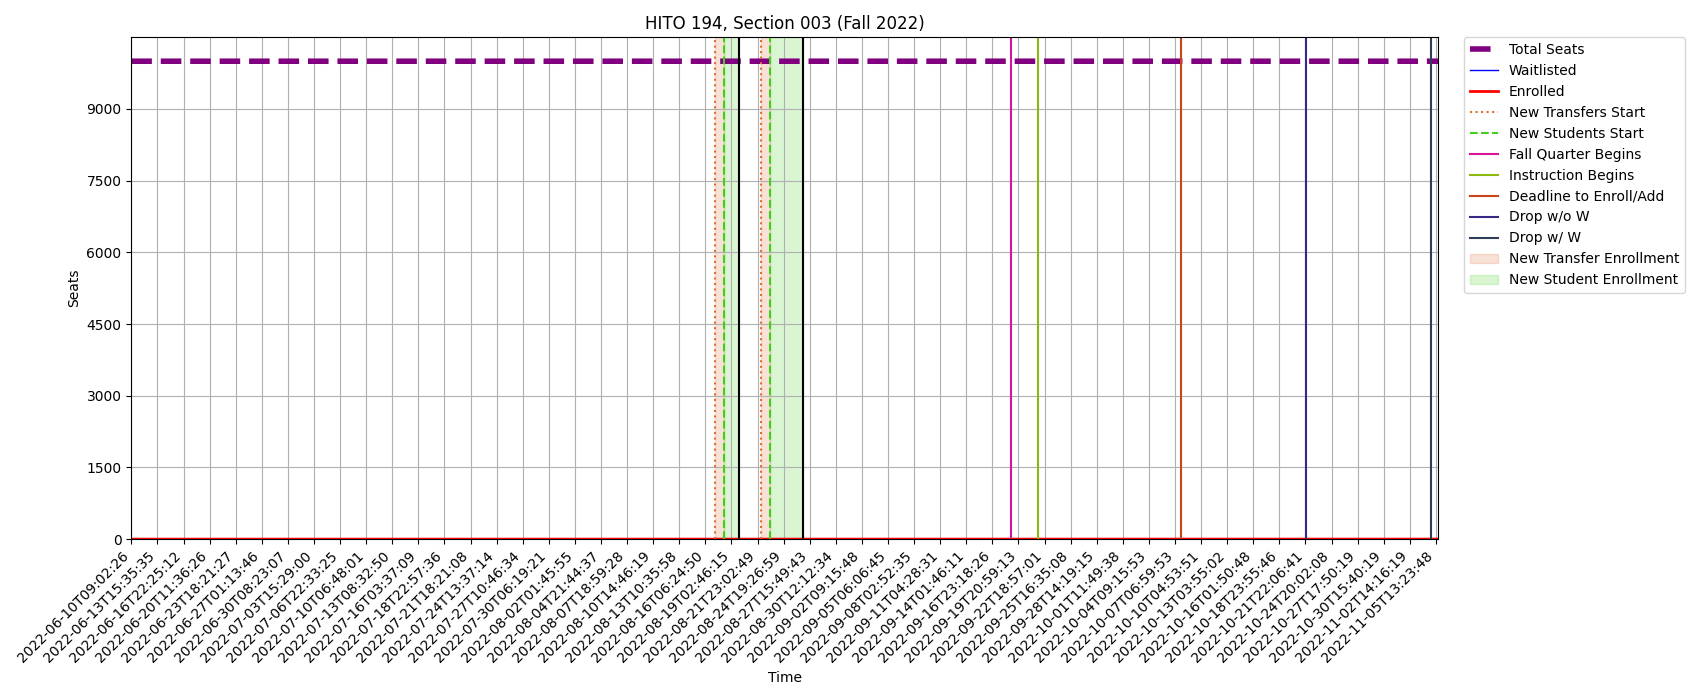 HITO 194, Section 003 (Fall 2022)
Seats
9000
7500
6000
4500
3000
1500
0
2022-06-10T09:02:26
2022-06-13T15:35:35
2022-06-16T22:25:12
2022-06-20T11:36:26
2022-06-23T18:21:27
2022-06-27T01:13:46
2022-06-30T08:23:07
2022-07-03T15:29:00
2022-07-06T22:33:25
2022-07-10T06:48:01
2022-07-13T08:32:50
2022-07-16T03:37:09
2022-07-18T22:57:36
2022-07-21T18:21:08
2022-07-24T13:37:14
2022-07-27T10:46:34
2022-07-30T06:19:21
2022-08-02T01:45:55
2022-08-04T21:44:37
2022-08-07T18:59:28
2022-08-10T14:46:19
2022-08-13T10:35:58
2022-08-16T06:24:50
2022-08-19T02:46:15
2022-08-21T23:02:49
2022-08-24T19:26:59
2022-08-27T15:49:43
2022-08-30T12:12:34
2022-09-02T09:15:48
2022-09-05T06:06:45
2022-09-08T02:52:35
2022-09-11T04:28:31
2022-09-14T01:46:11
2022-09-16T23:18:26
2022-09-19T20:59:13
2022-09-22T18:57:01
2022-09-25T16:35:08
2022-09-28T14:19:15
2022-10-01T11:49:38
2022-10-04T09:15:53
2022-10-07T06:59:53
2022-10-10T04:53:51
2022-10-13T03:55:02
2022-10-16T01:50:48
2022-10-18T23:55:46
2022-10-21T22:06:41
2022-10-24T20:02:08
2022-10-27T17:50:19
2022-10-30T15:40:19
2022-11-02T14:16:19
2022-11-05T13:23:48
Time
Total Seats
Waitlisted
Enrolled
New Transfers Start
New Students Start
Fall Quarter Begins
Instruction Begins
Deadline to Enroll/Add
Drop w/o W
Drop w/ W
New Transfer Enrollment
New Student Enrollment